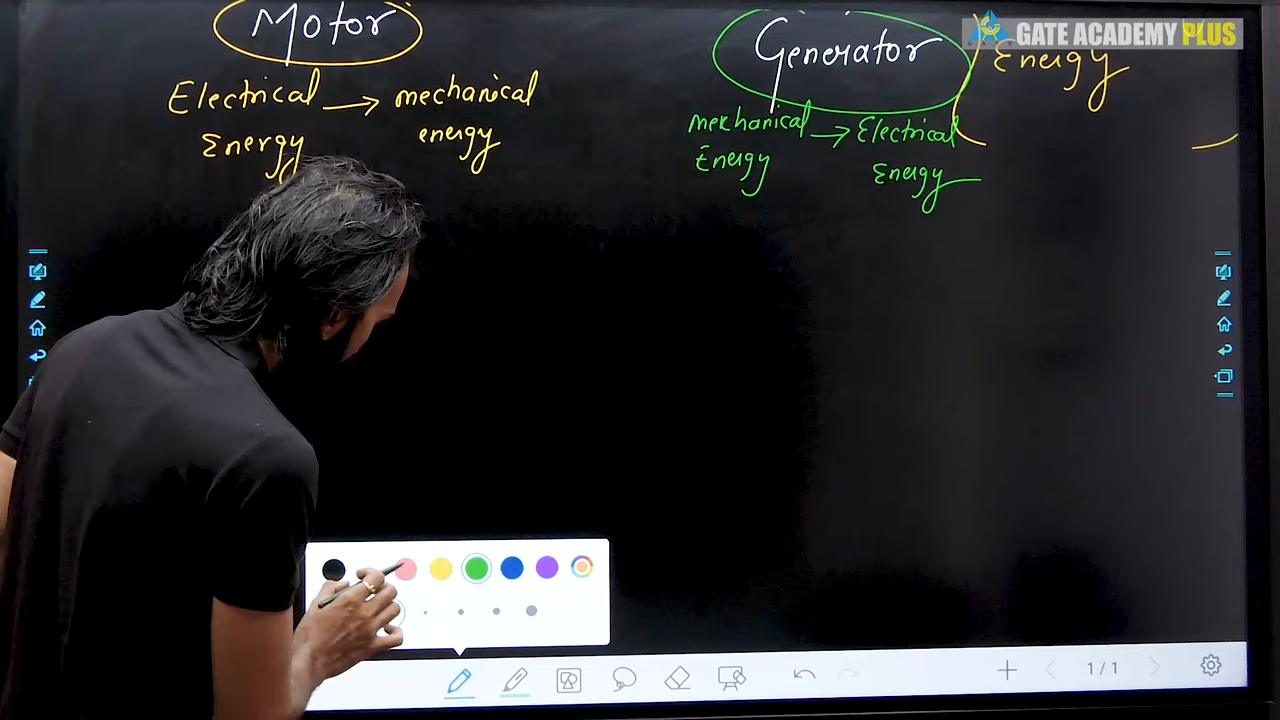 Motor
Electrical → mechanical
Energy energy
Generator
mechanical → Electrical
Energy Energy
Energy
GATE ACADEMY PLUS
1/1